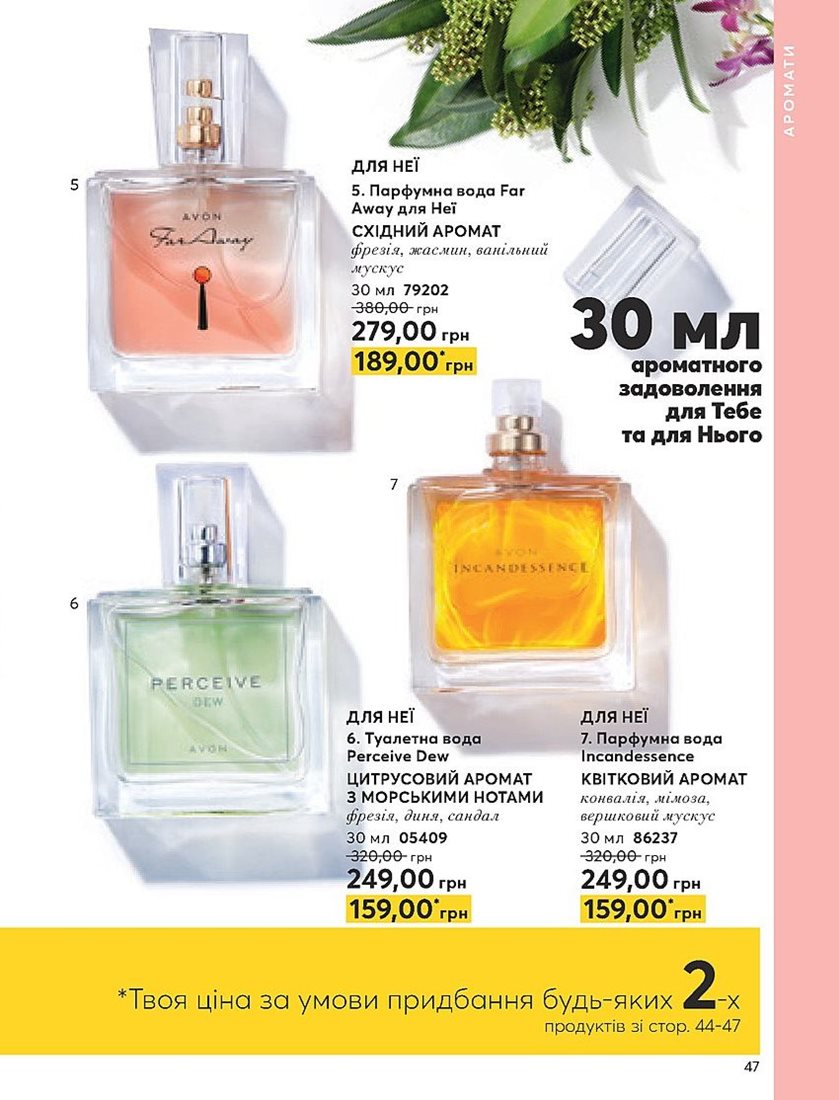 АРОМАТИ
5
AVON
Far Away
ДЛЯ НЕЇ
5. Парфумна вода Far
Away для Неї
СХІДНИЙ АРОМАТ
фрезія, жасмин, ванільний
мускус
30 мл 79202
380,00 грн
279,00 грн
189,00*грн
30 мл
ароматного
задоволення
для Тебе
та для Нього
7
AVON
INCANDESSENCE
6
PERCEIVE
DEW
AVON
ДЛЯ НЕЇ
6. Туалетна вода
Perceive Dew
ЦИТРУСОВИЙ АРОМАТ
З МОРСЬКИМИ НОТАМИ
фрезія, диня, сандал
30 мл 05409
320,00 грн
249,00 грн
159,00*грн
ДЛЯ НЕЇ
7. Парфумна вода
Incandessence
КВІТКОВИЙ АРОМАТ
конвалія, мімоза,
вершковий мускус
30 мл 86237
320,00 грн
249,00 грн
159,00*грн
*Твоя ціна за умови придбання будь-яких 2-х
продуктів зі стор. 44-47
47